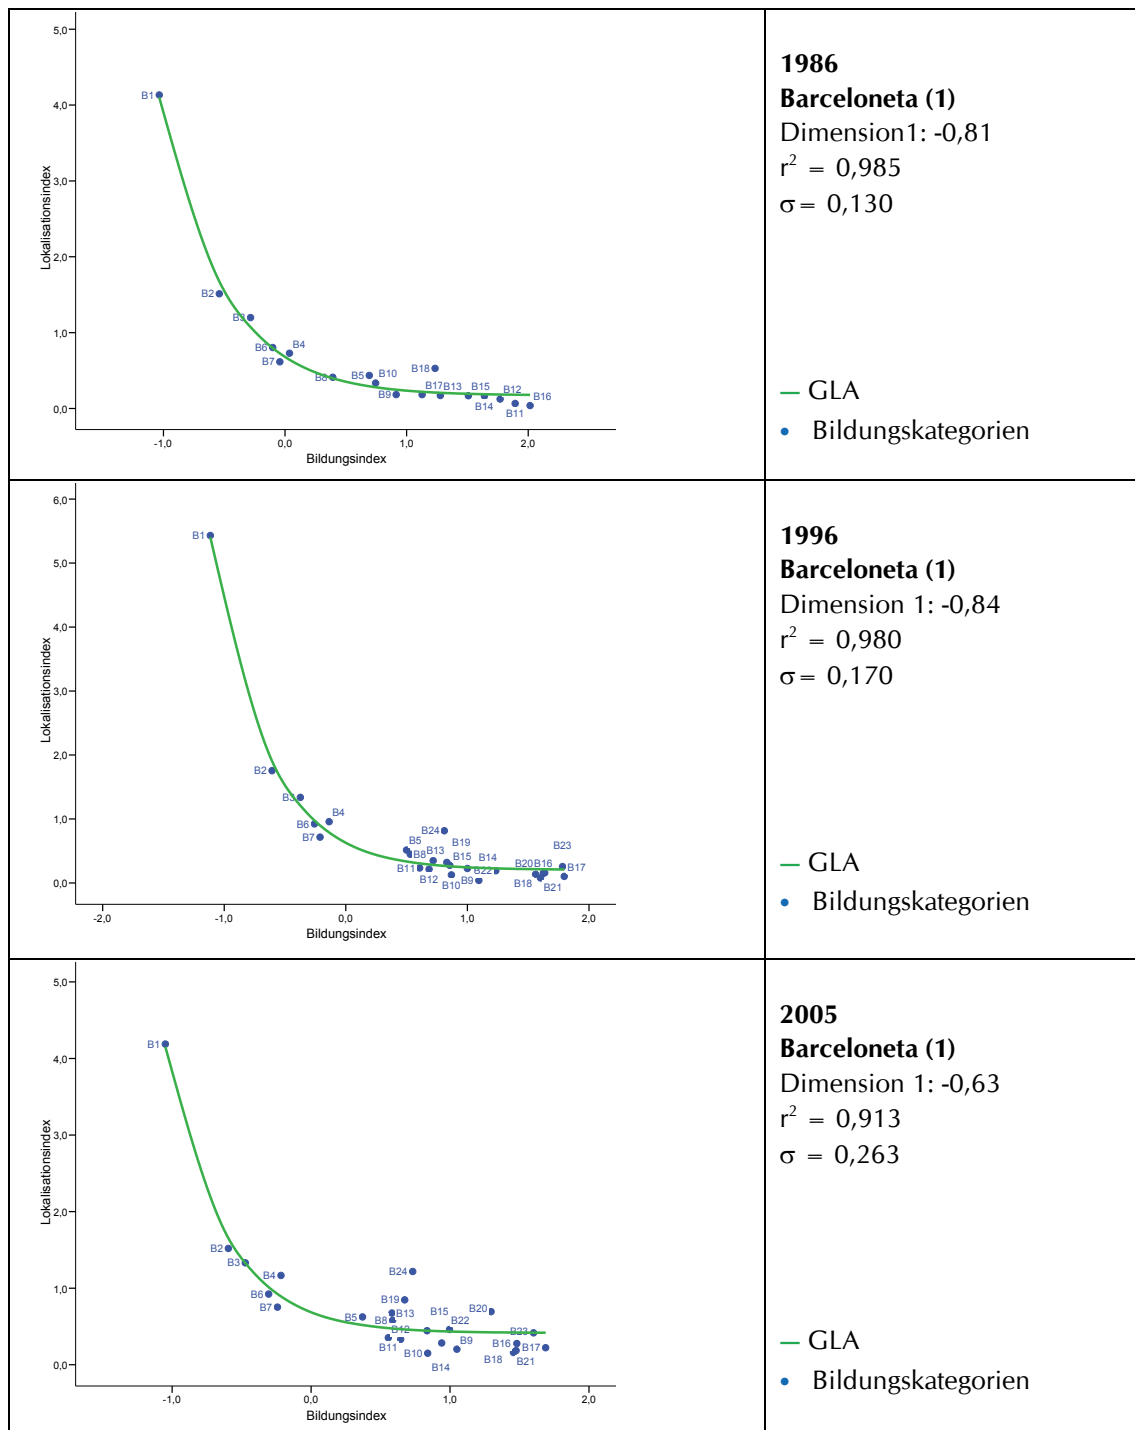 5,0
4,0
3,0
2,0
1,0
0,0
Lokalisationsindex
B1
B2
B3
B6
B4
B7
B8
B5
B10
B18
B9
B17
B13
B15
B12
B14
B16
B11
-1,0
0,0
1,0
2,0
Bildungsindex
1986
Barceloneta (1)
Dimension1: -0,81
r² = 0,985
σ = 0,130
GLA
Bildungskategorien
6,0
5,0
4,0
3,0
2,0
1,0
0,0
Lokalisationsindex
B1
B2
B3
B4
B6
B7
B24
B5
B19
B23
B8
B13
B15
B14
B11
B22
B20
B16
B17
B12
B10
B9
B18
B21
-2,0
-1,0
0,0
1,0
2,0
Bildungsindex
1996
Barceloneta (1)
Dimension 1: -0,84
r² = 0,980
σ = 0,170
GLA
Bildungskategorien
5,0
4,0
3,0
2,0
1,0
0,0
Lokalisationsindex
B1
B2
B3
B4
B24
B6
B19
B7
B13
B15
B20
B5
B8
B22
B12
B23
B11
B9
B16
B17
B10
B14
B18
B21
-1,0
0,0
1,0
2,0
Bildungsindex
2005
Barceloneta (1)
Dimension 1: -0,63
r² = 0,913
σ = 0,263
GLA
Bildungskategorien